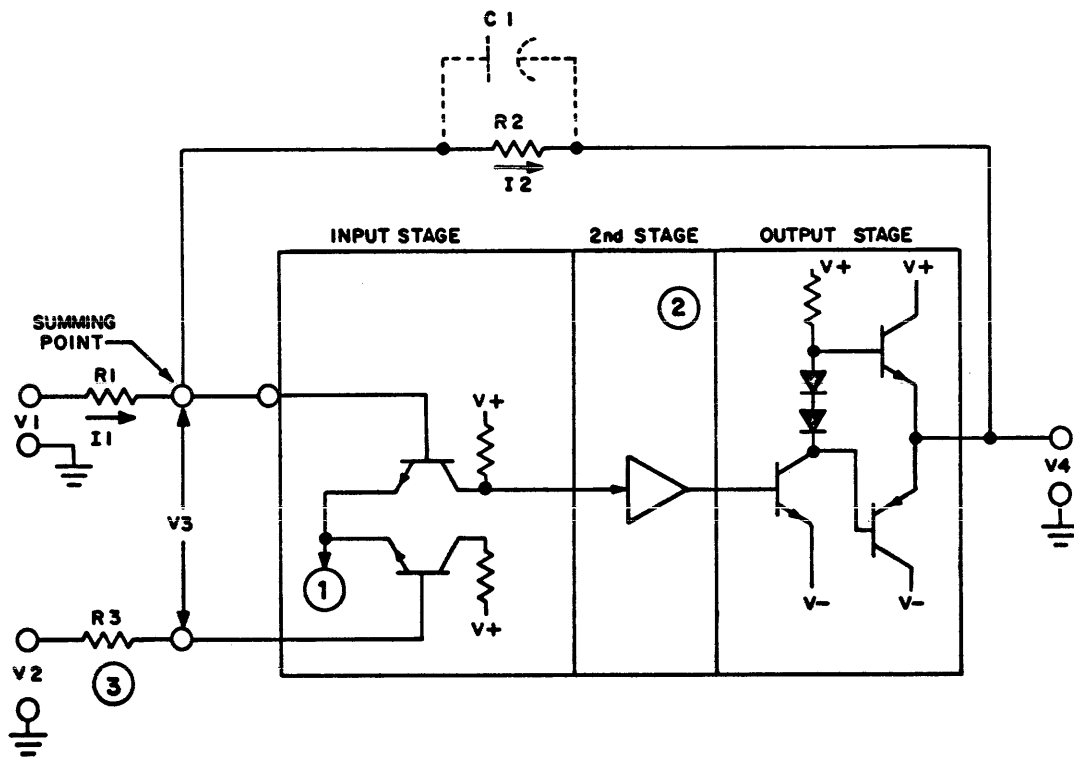 C1
R2
I2
INPUT STAGE
2nd STAGE
OUTPUT STAGE
V+
V+
2
SUMMING
POINT
R1
V1
I1
V+
V3
V4
1
R3
V+
V-
V-
V2
3